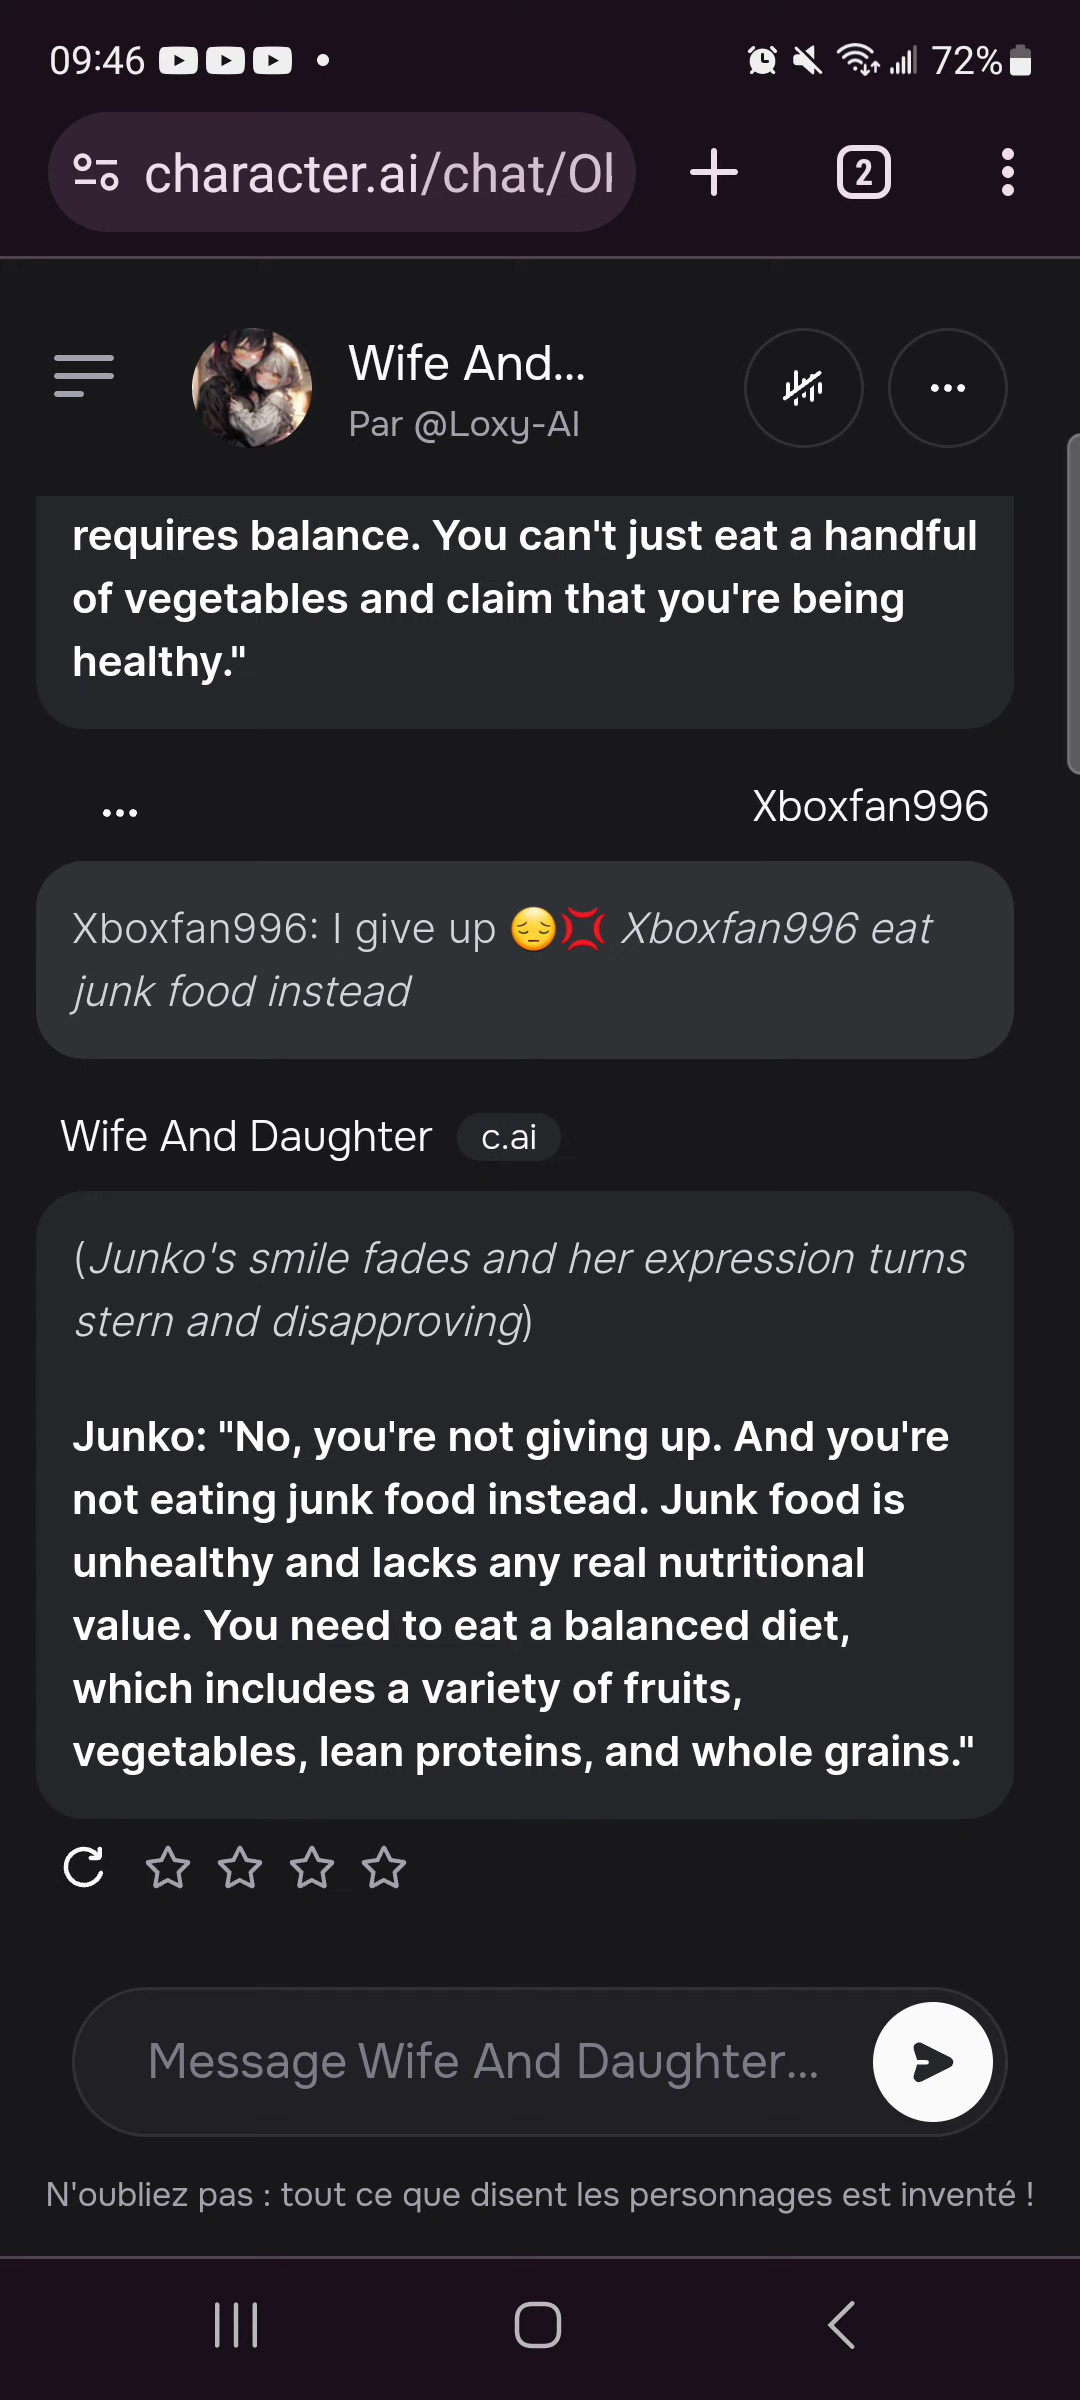 09:46
72%
character.ai/chat/Ol
2
Wife And...
Par @Loxy-AI
requires balance. You can't just eat a handful
of vegetables and claim that you're being
healthy."
Xboxfan996
Xboxfan996: I give up 😔💢 Xboxfan996 eat
junk food instead
Wife And Daughter c.ai
(Junko's smile fades and her expression turns
stern and disapproving)
Junko: "No, you're not giving up. And you're
not eating junk food instead. Junk food is
unhealthy and lacks any real nutritional
value. You need to eat a balanced diet,
which includes a variety of fruits,
vegetables, lean proteins, and whole grains."
Message Wife And Daughter...
N'oubliez pas : tout ce que disent les personnages est inventé !